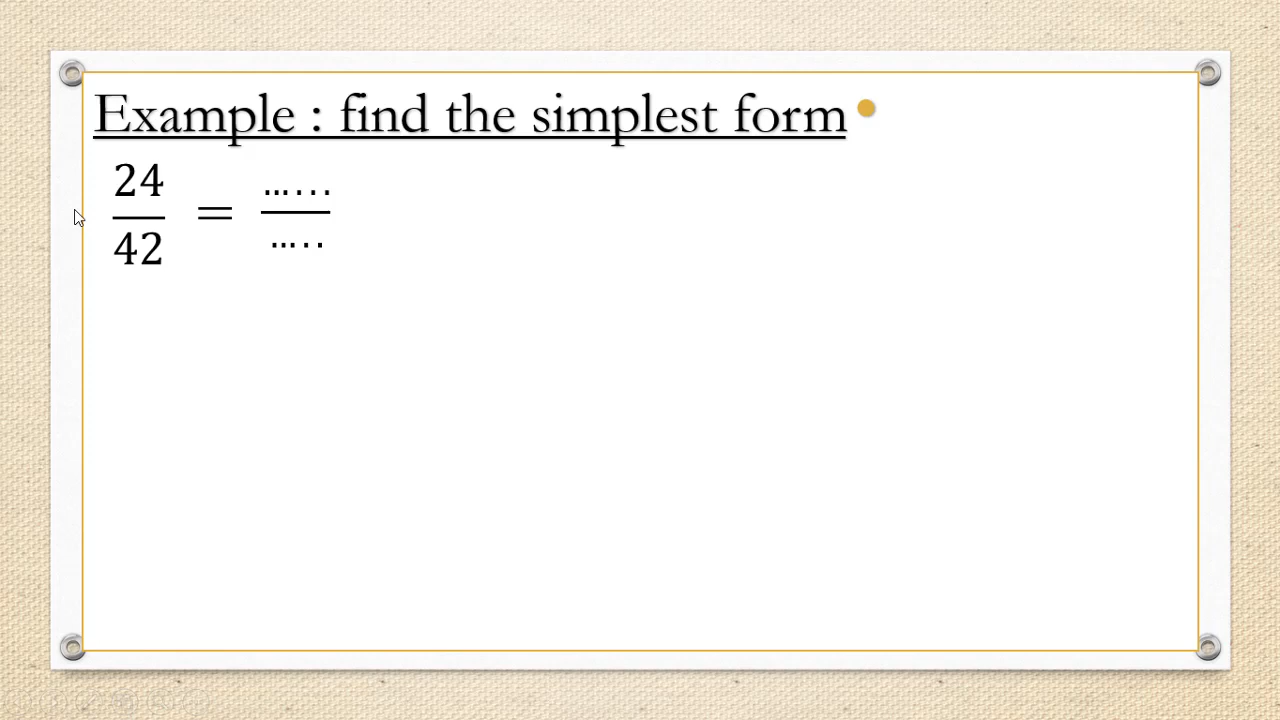 Example : find the simplest form
24/42 = ....../.....